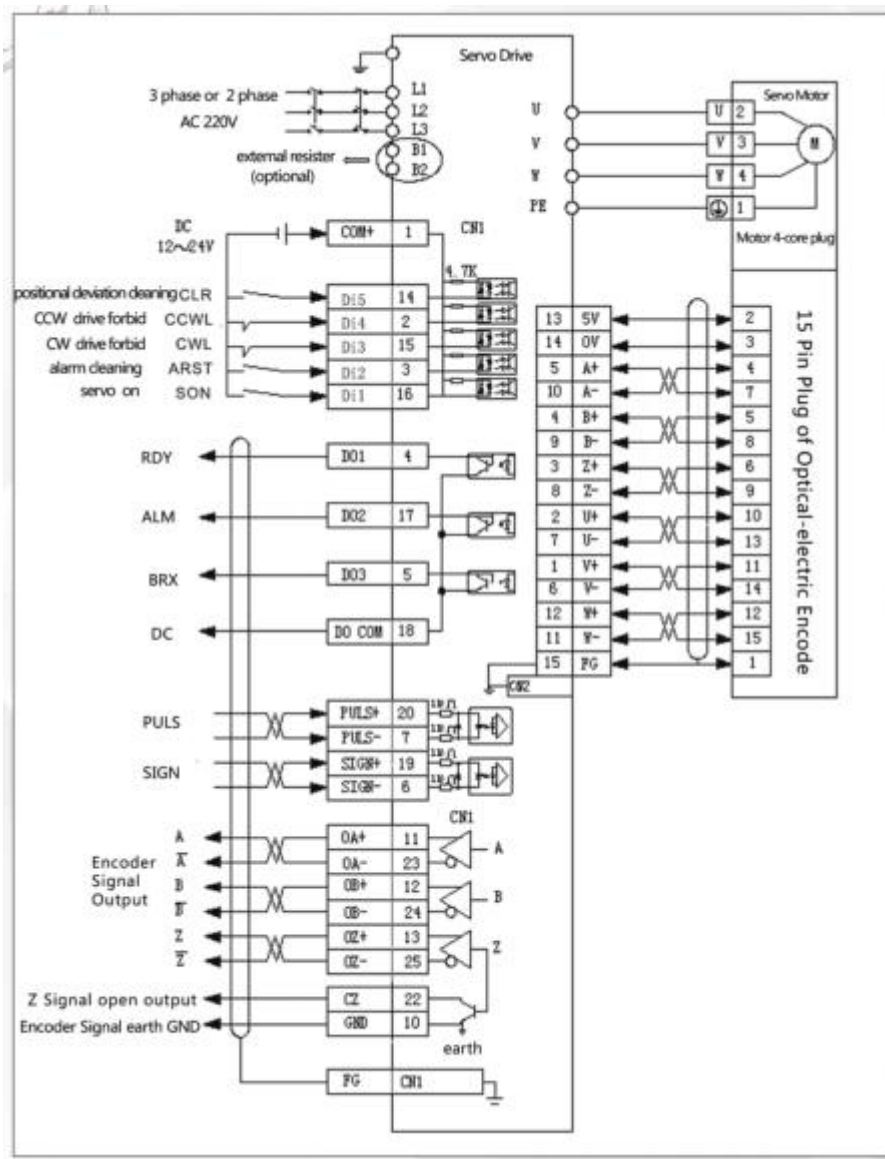 Servo Drive
3 phase or 2 phase
AC 220V
L1
L2
L3
external resister
(optional)
B1
B2
U
V
W
PE
Servo Motor
U 2
V 3
W 4
1
M
Motor 4-core plug
DC
12~24V
COM+ 1
CN1
4.7K
positional deviation cleaning CLR Di5 14
CCW drive forbid CCWL Di4 2
CW drive forbid CWL Di3 15
alarm cleaning ARST Di2 3
servo on SON Di1 16
RDY DO1 4
ALM DO2 17
BRX DO3 5
DC DO COM 18
13 5V 2
14 0V 3
5 A+ 4
10 A- 7
4 B+ 5
9 B- 8
3 Z+ 6
8 Z- 9
2 U+ 10
7 U- 13
1 V+ 11
6 V- 14
12 W+ 12
11 W- 15
15 FG 1
CN2
15 Pin Plug of Optical-electric Encode
PULS
PULS+ 20
PULS- 7
SIGN
SIGN+ 19
SIGN- 6
CN1
Encoder
Signal
Output
A OA+ 11
A OA- 23
A
B OB+ 12
B OB- 24
B
Z OZ+ 13
Z OZ- 25
Z
Z Signal open output CZ 22
Encoder Signal earth GND GND 10
earth
FG CN1